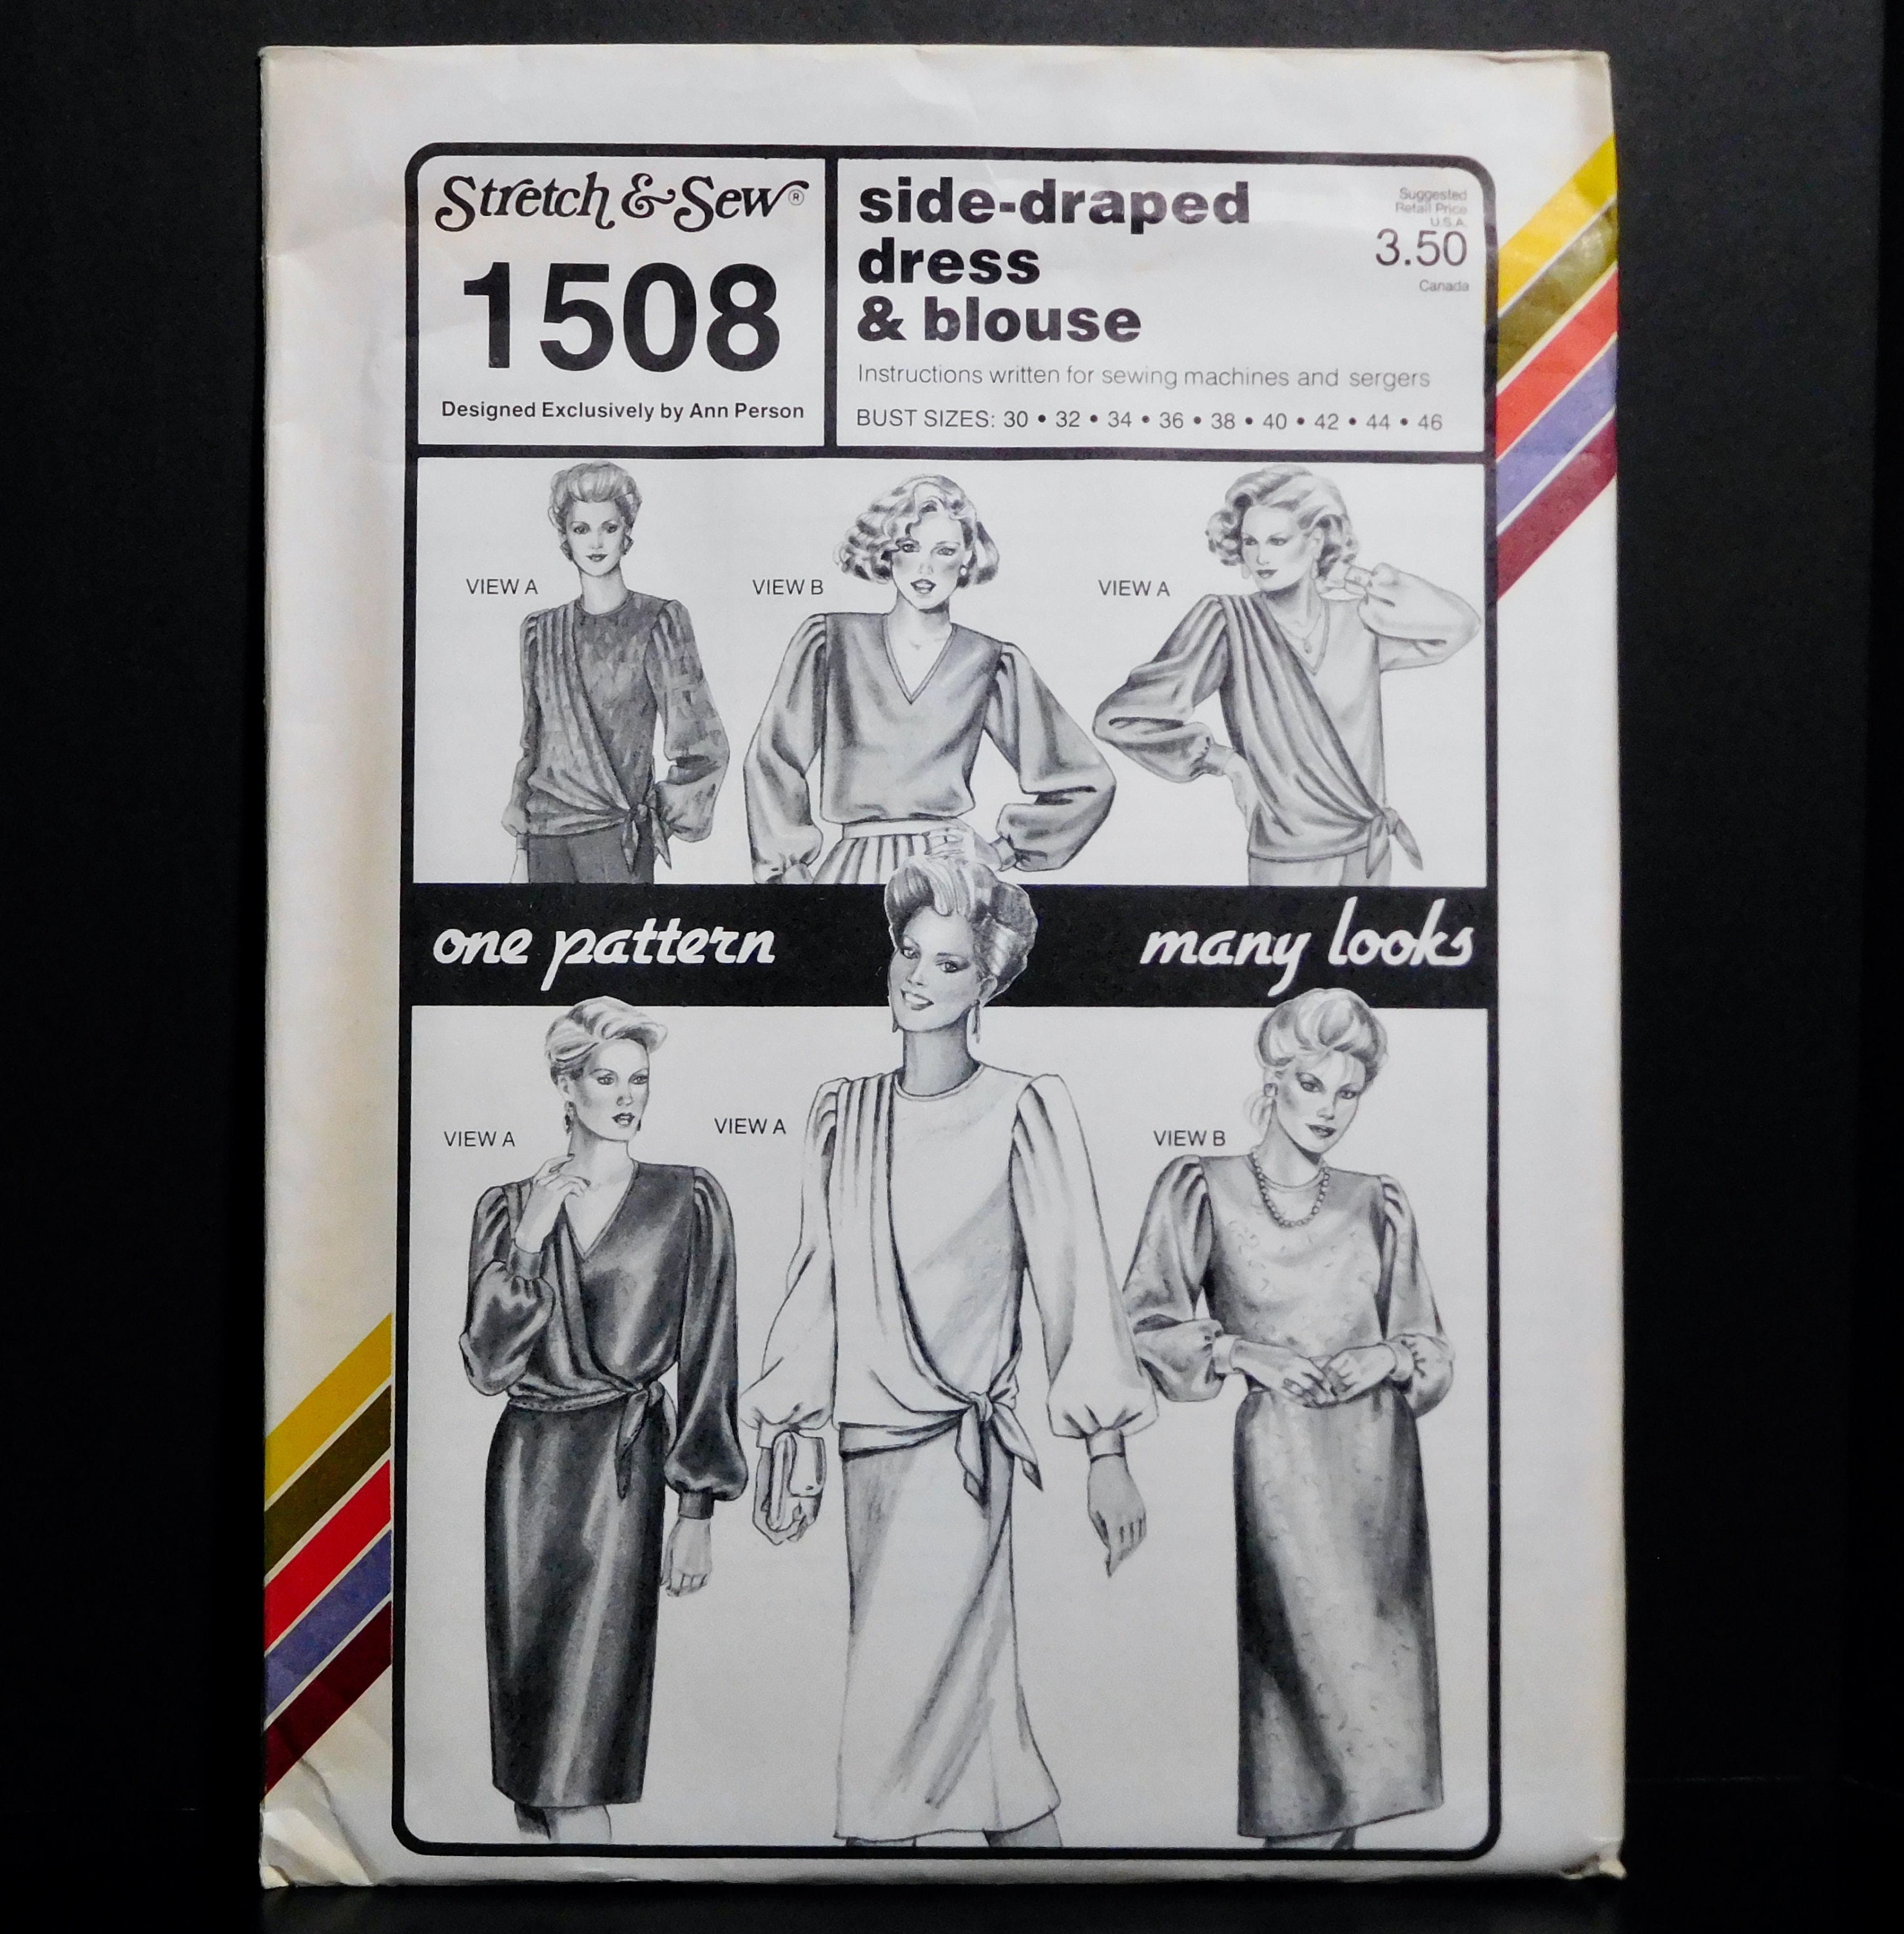 Stretch & Sew®
1508
Designed Exclusively by Ann Person
side-draped
dress
& blouse
Suggested
Retail Price
U.S.A.
3.50
Canada
Instructions written for sewing machines and sergers
BUST SIZES: 30 • 32 • 34 • 36 • 38 • 40 • 42 • 44 • 46
VIEW A
VIEW B
VIEW A
one pattern
many looks
VIEW A
VIEW A
VIEW B